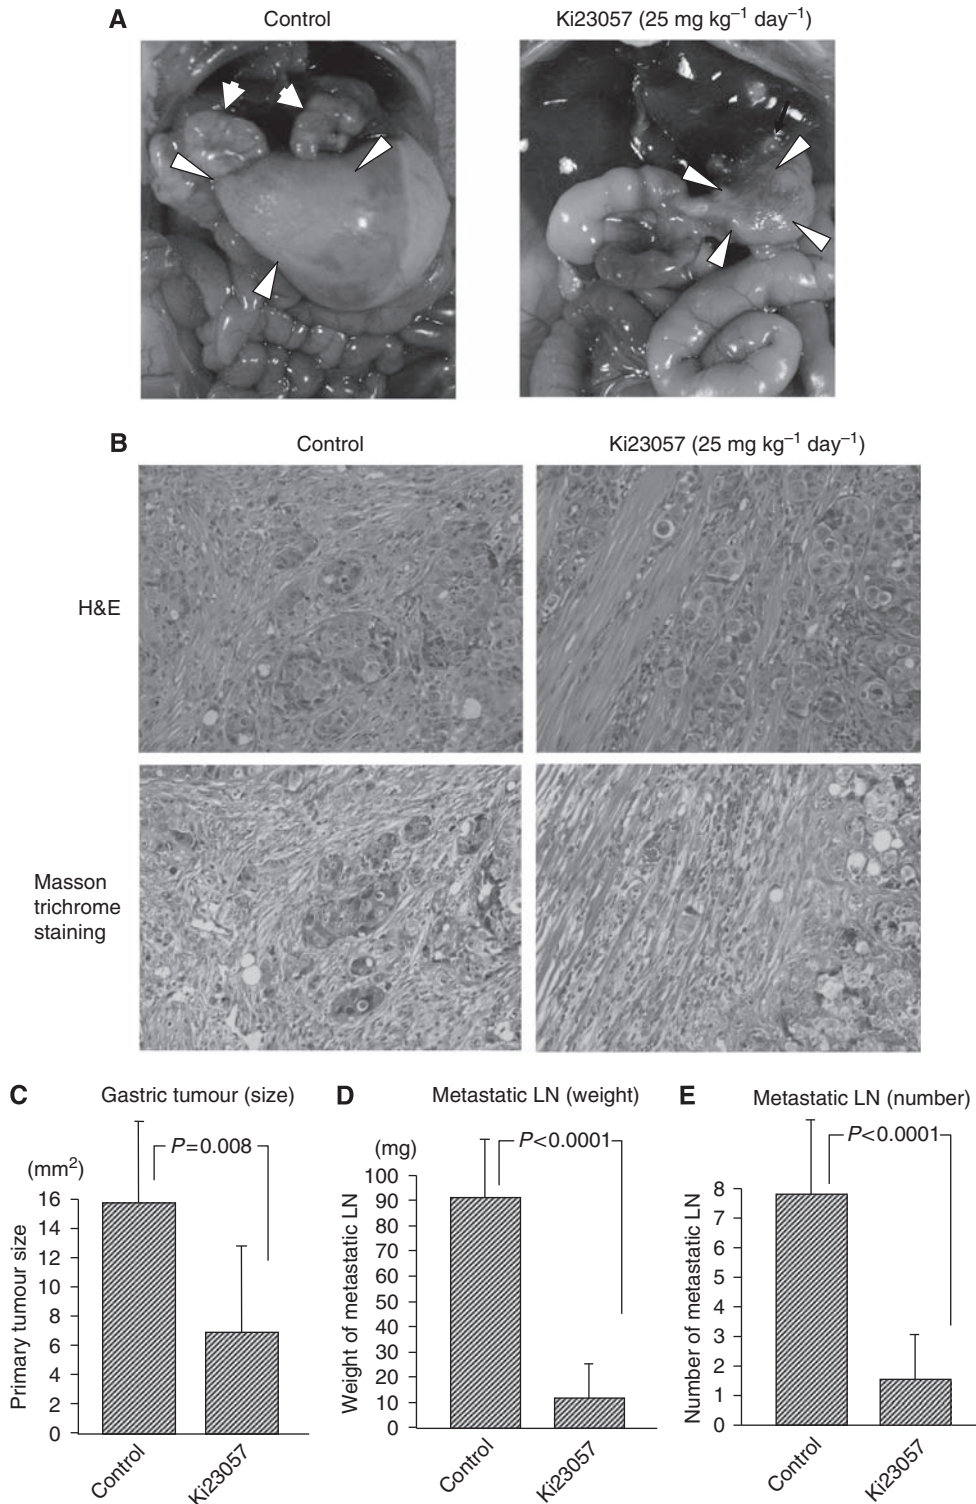 A
Control
Ki23057 (25 mg kg⁻¹ day⁻¹)
B
Control
Ki23057 (25 mg kg⁻¹ day⁻¹)
H&E
Masson
trichrome
staining
C
Gastric tumour (size)
P=0.008
(mm²)
16
14
12
10
8
6
4
2
0
Primary tumour size
Control
Ki23057
D
Metastatic LN (weight)
P<0.0001
(mg)
100
90
80
70
60
50
40
30
20
10
0
Weight of metastatic LN
Control
Ki23057
E
Metastatic LN (number)
P<0.0001
8
7
6
5
4
3
2
1
0
Number of metastatic LN
Control
Ki23057